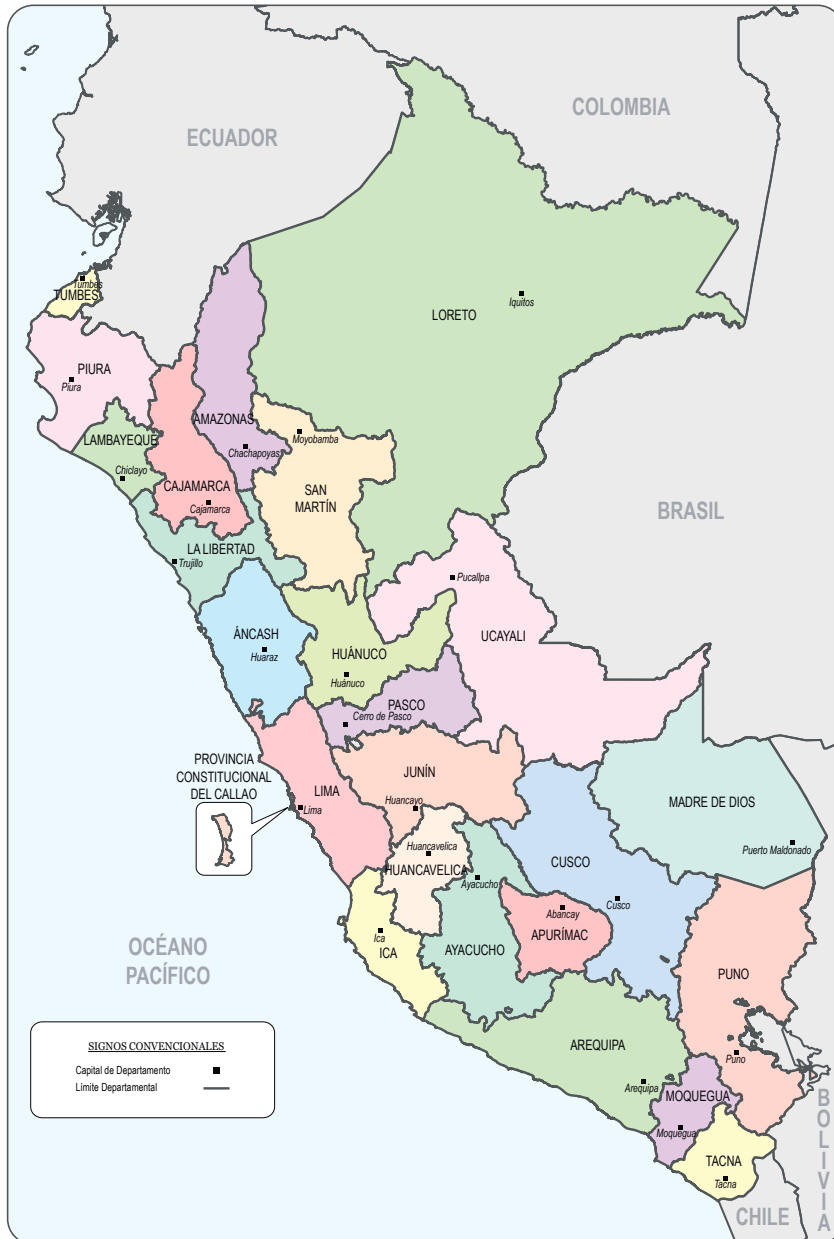 COLOMBIA
ECUADOR
Tumbes
TUMBES
LORETO
Iquitos
PIURA
Piura
AMAZONAS
LAMBAYEQUE
Moyobamba
Chachapoyas
Chiclayo
CAJAMARCA
Cajamarca
SAN
MARTÍN
BRASIL
LA LIBERTAD
Trujillo
Pucallpa
ÁNCASH
Huaraz
UCAYALI
HUÁNUCO
Huánuco
PASCO
Cerro de Pasco
PROVINCIA
CONSTITUCIONAL
DEL CALLAO
JUNÍN
LIMA
Lima
Huancayo
MADRE DE DIOS
Puerto Maldonado
Huancavelica
HUANCAVELICA
CUSCO
Ayacucho
Cusco
Abancay
APURÍMAC
Ica
ICA
AYACUCHO
OCÉANO
PACÍFICO
PUNO
SIGNOS CONVENCIONALES
Capital de Departamento
Límite Departamental
AREQUIPA
Puno
Arequipa
MOQUEGUA
Moquegua
TACNA
Tacna
BOLIVIA
CHILE